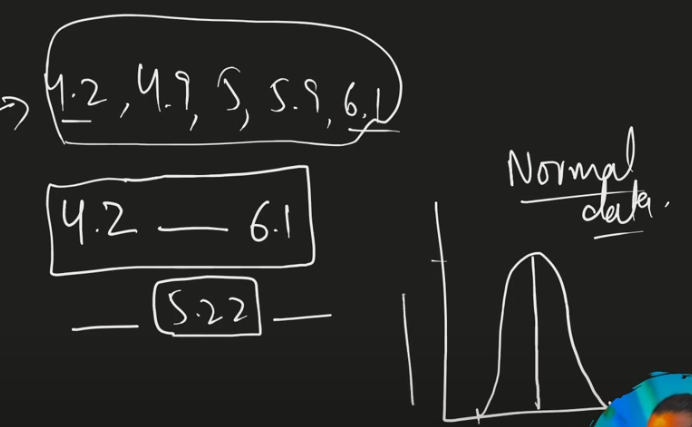 4.2, 4.9, 5, 5.9, 6.1
4.2 — 6.1
5.22
Normal
data.